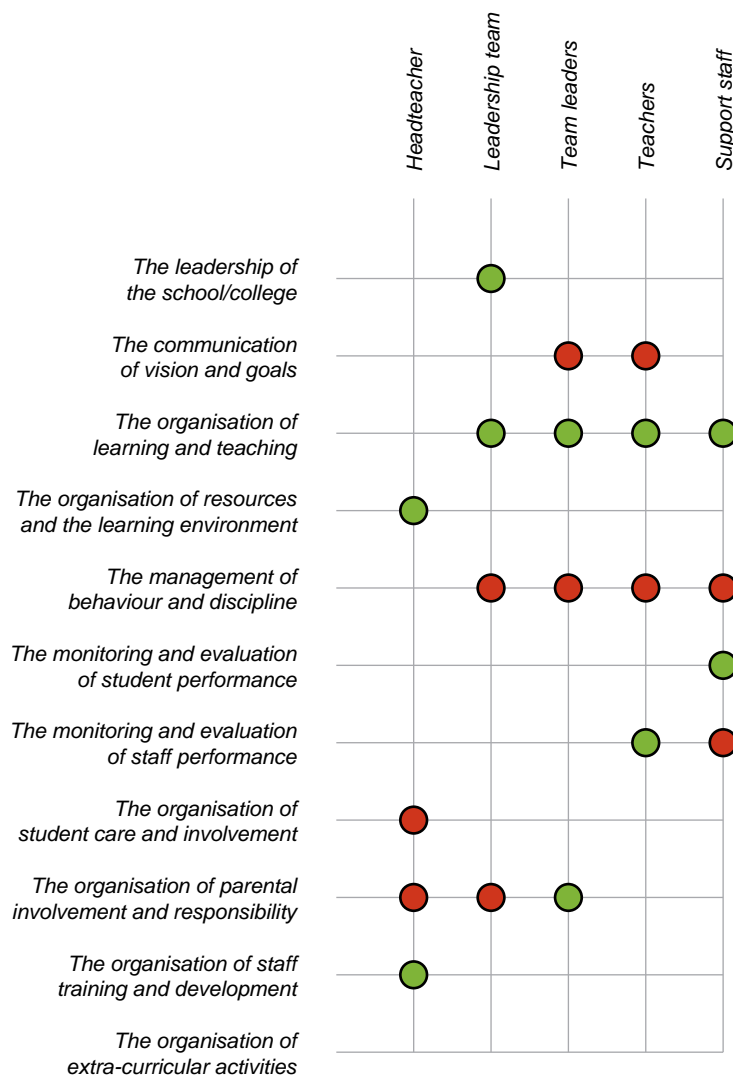 Headteacher
Leadership team
Team leaders
Teachers
Support staff
The leadership of
the school/college
The communication
of vision and goals
The organisation of
learning and teaching
The organisation of resources
and the learning environment
The management of
behaviour and discipline
The monitoring and evaluation
of student performance
The monitoring and evaluation
of staff performance
The organisation of
student care and involvement
The organisation of parental
involvement and responsibility
The organisation of staff
training and development
The organisation of
extra-curricular activities